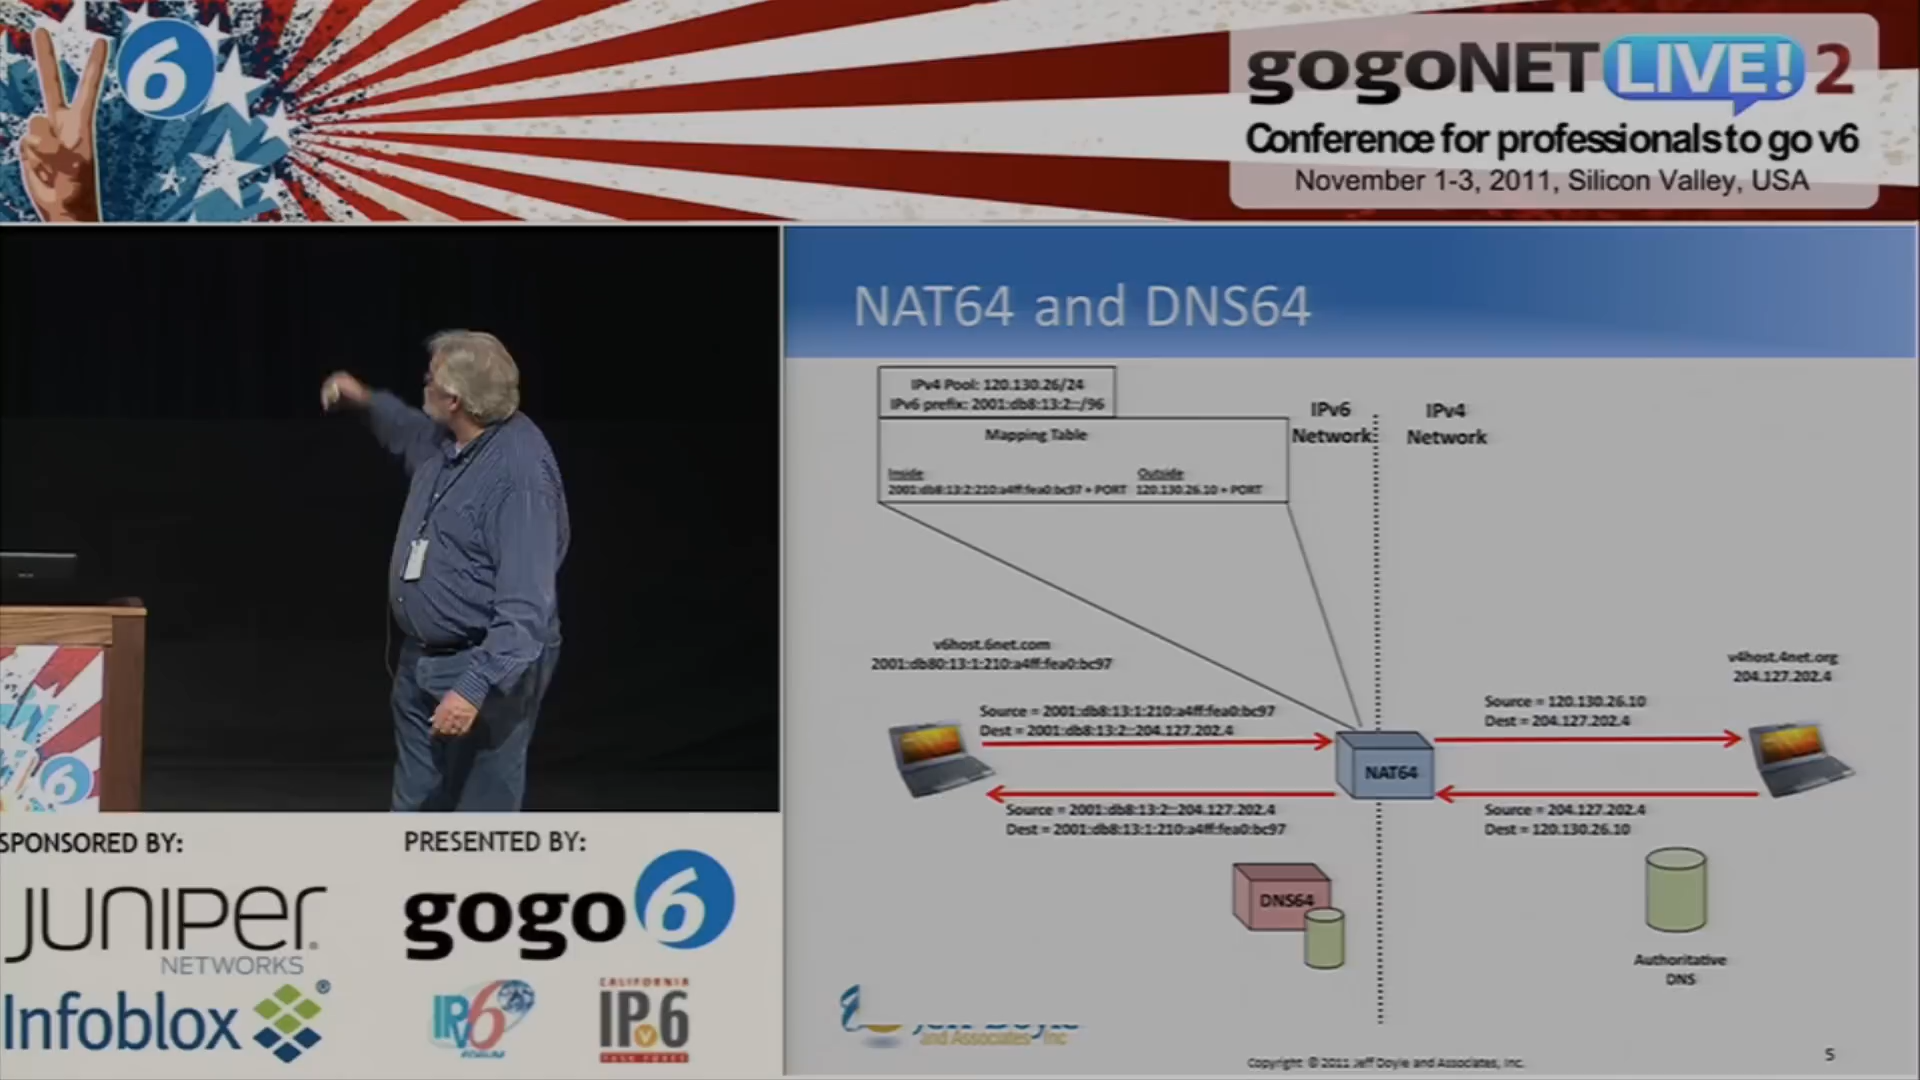 6
gogoNET LIVE! 2
Conference for professionals to go v6
November 1-3, 2011, Silicon Valley, USA
NAT64 and DNS64
IPv4 Pool: 120.130.26/24
IPv6 prefix: 2001:db8:13:2::/96
Mapping Table
Inside
Outside
2001:db8:13:2:210:a4ff:fea0:bc97 + PORT
120.130.26.10 + PORT
IPv6
Network
IPv4
Network
v6host.6net.com
2001:db80:13:1:210:a4ff:fea0:bc97
v4host.4net.org
204.127.202.4
Source = 2001:db8:13:1:210:a4ff:fea0:bc97
Dest = 2001:db8:13:2::204.127.202.4
Source = 120.130.26.10
Dest = 204.127.202.4
NAT64
Source = 2001:db8:13:2::204.127.202.4
Dest = 2001:db8:13:1:210:a4ff:fea0:bc97
Source = 204.127.202.4
Dest = 120.130.26.10
DNS64
Authoritative
DNS
Jeff Doyle
and Associates, Inc
Copyright © 2011 Jeff Doyle and Associates, Inc.
5
6
SPONSORED BY:
JUNIPER
NETWORKS
Infoblox
PRESENTED BY:
gogo6
IPv6
FORUM
CALIFORNIA
IPv6
TASK FORCE